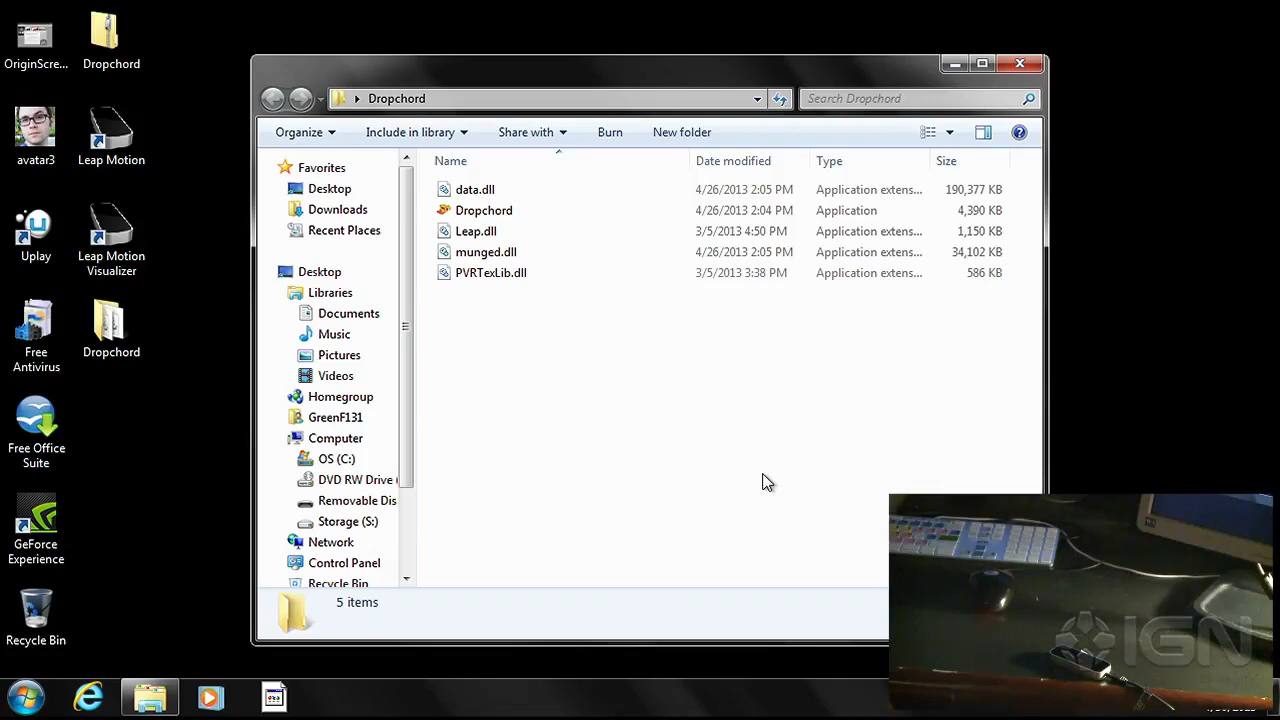 OriginScre...
Dropchord
avatar3
Leap Motion
Uplay
Leap Motion Visualizer
Free Antivirus
Dropchord
Free Office Suite
GeForce Experience
Recycle Bin
Dropchord
Search Dropchord
Organize
Include in library
Share with
Burn
New folder
Favorites
Desktop
Downloads
Recent Places
Desktop
Libraries
Documents
Music
Pictures
Videos
Homegroup
GreenF131
Computer
OS (C:)
DVD RW Drive (
Removable Dis
Storage (S:)
Network
Control Panel
Recycle Bin
Name Date modified Type Size
data.dll 4/26/2013 2:05 PM Application extens... 190,377 KB
Dropchord 4/26/2013 2:04 PM Application 4,390 KB
Leap.dll 3/5/2013 4:50 PM Application extens... 1,150 KB
munged.dll 4/26/2013 2:05 PM Application extens... 34,102 KB
PVRTexLib.dll 3/5/2013 3:38 PM Application extens... 586 KB
5 items
IGN